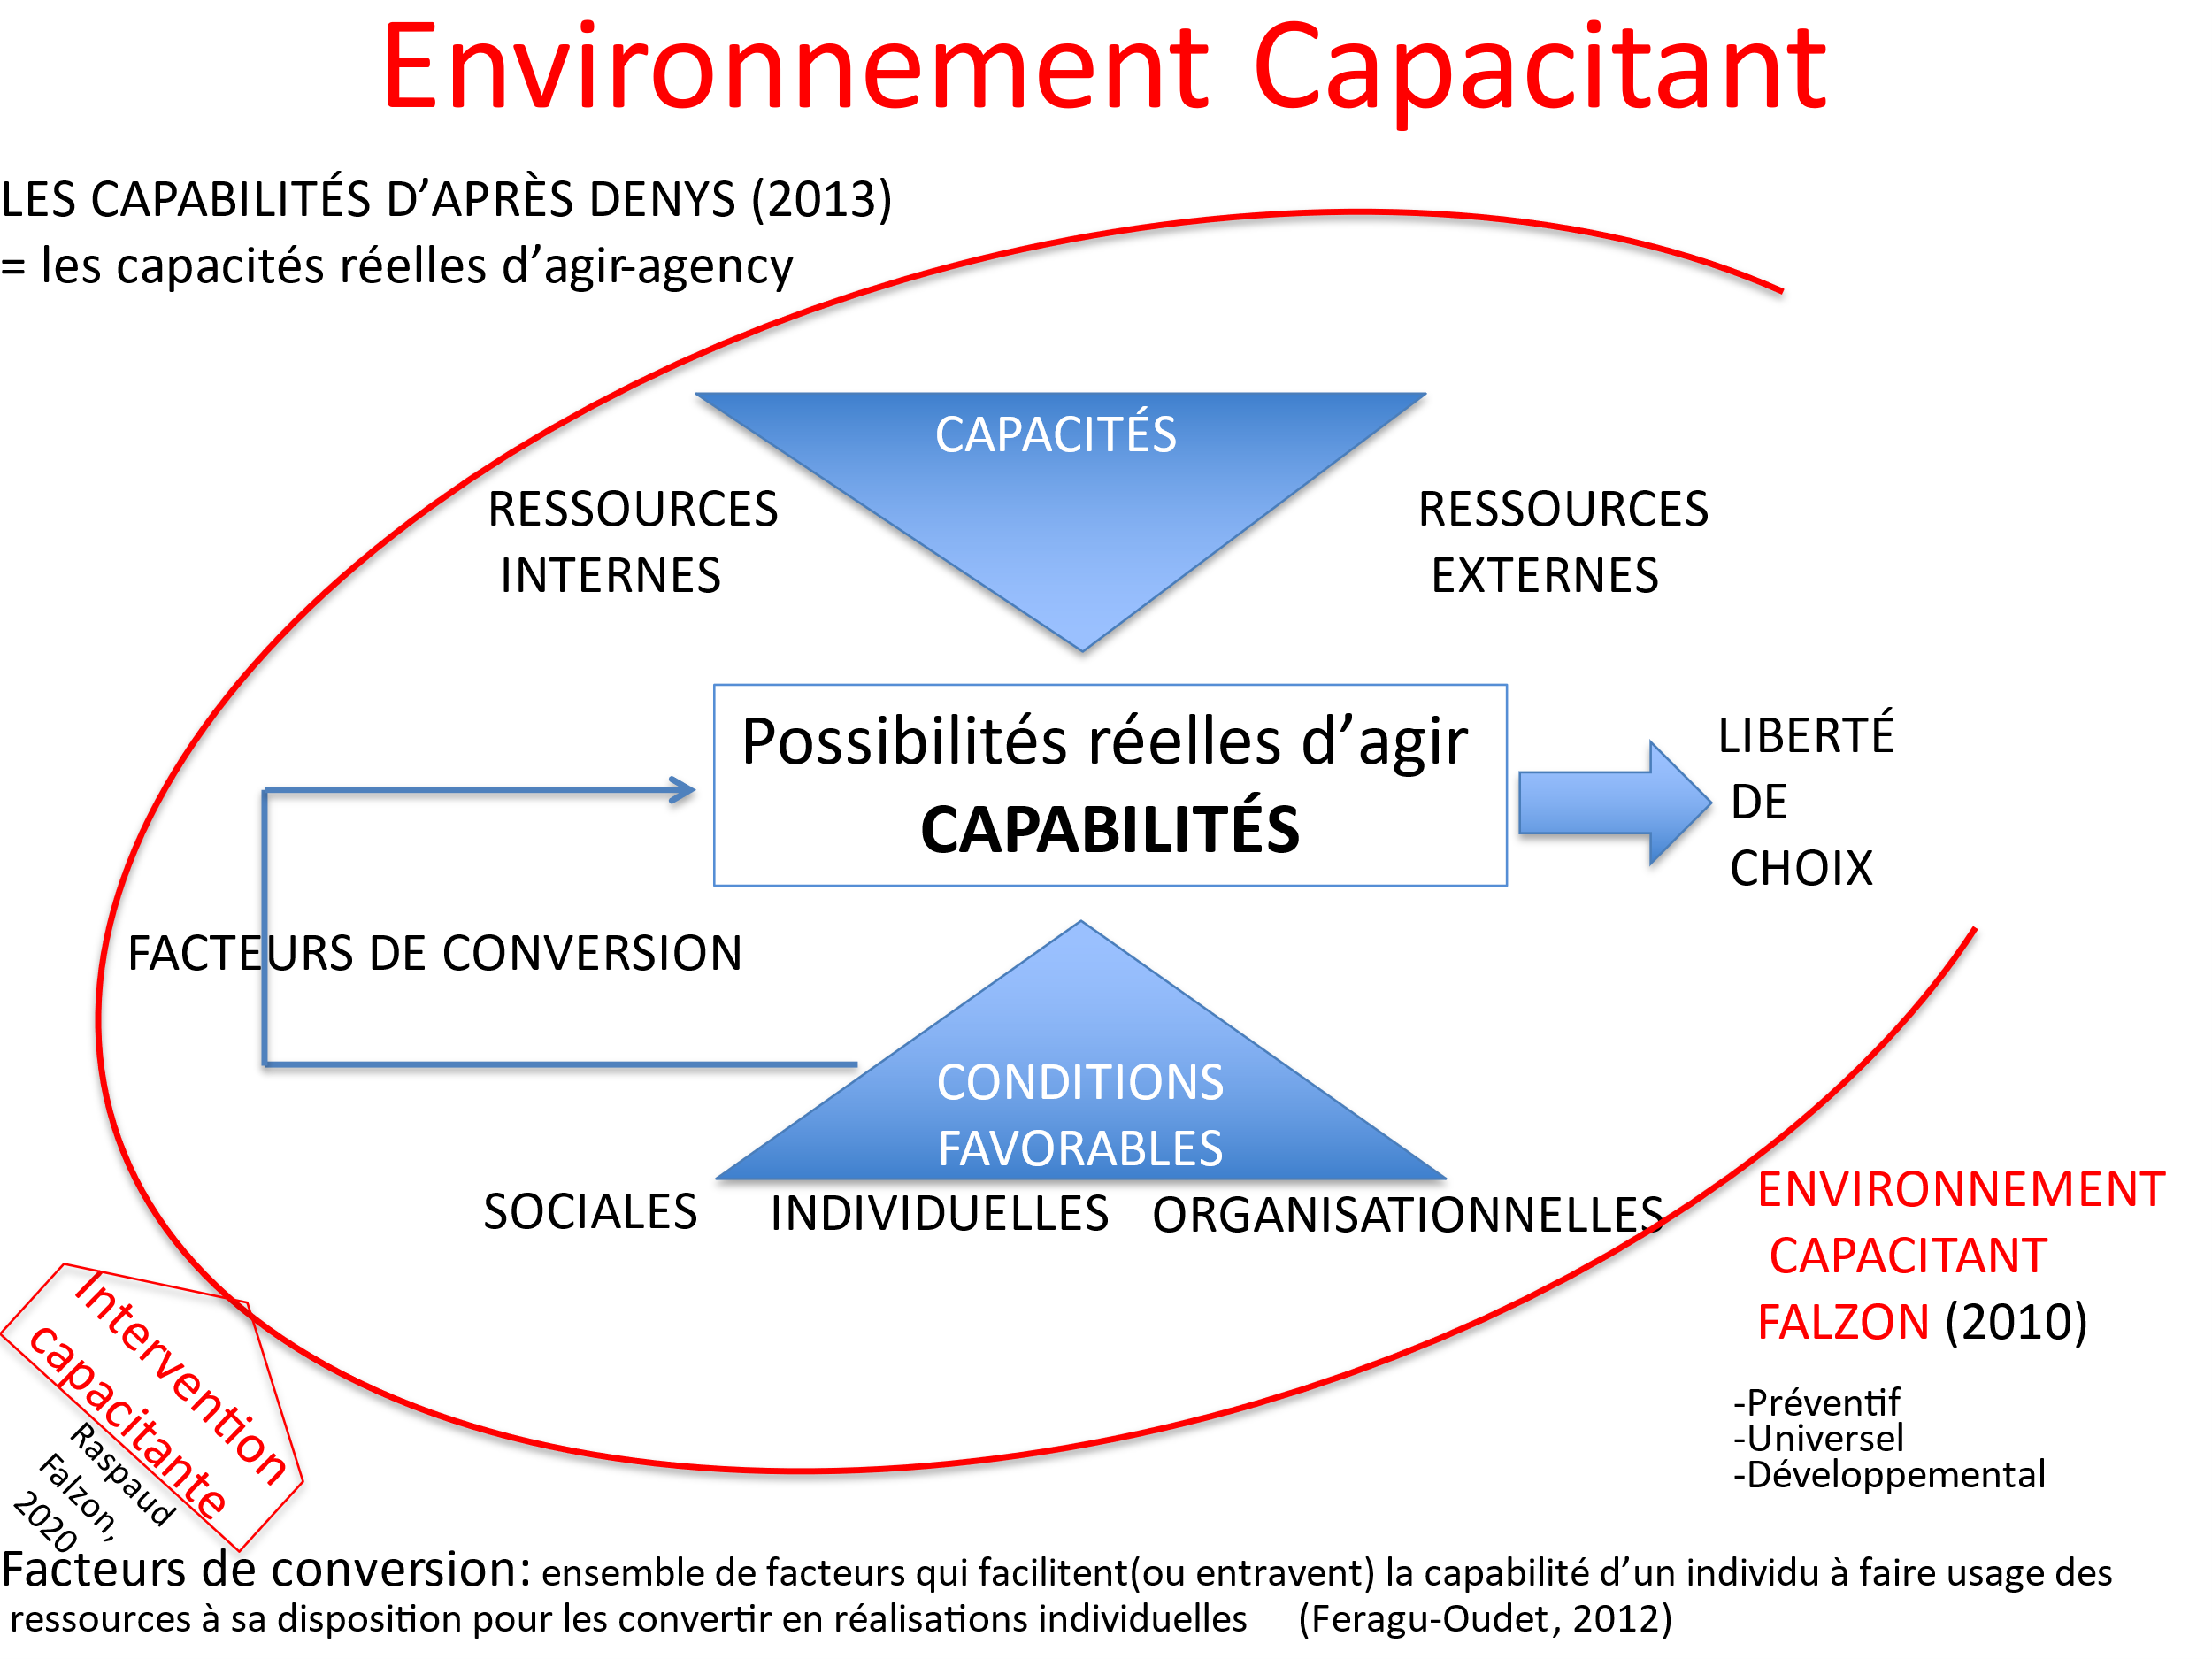 Environnement Capacitant
LES CAPABILITÉS D’APRÈS DENYS (2013)
= les capacités réelles d’agir-agency
CAPACITÉS
RESSOURCES
INTERNES
RESSOURCES
EXTERNES
Possibilités réelles d’agir
CAPABILITÉS
LIBERTÉ
DE
CHOIX
FACTEURS DE CONVERSION
CONDITIONS
FAVORABLES
SOCIALES
INDIVIDUELLES
ORGANISATIONNELLES
ENVIRONNEMENT
CAPACITANT
FALZON (2010)
-Préventif
-Universel
-Développemental
Intervention
capacitante
Raspaud
Falzon,
2020
Facteurs de conversion: ensemble de facteurs qui facilitent(ou entravent) la capabilité d’un individu à faire usage des
ressources à sa disposition pour les convertir en réalisations individuelles (Feragu-Oudet, 2012)